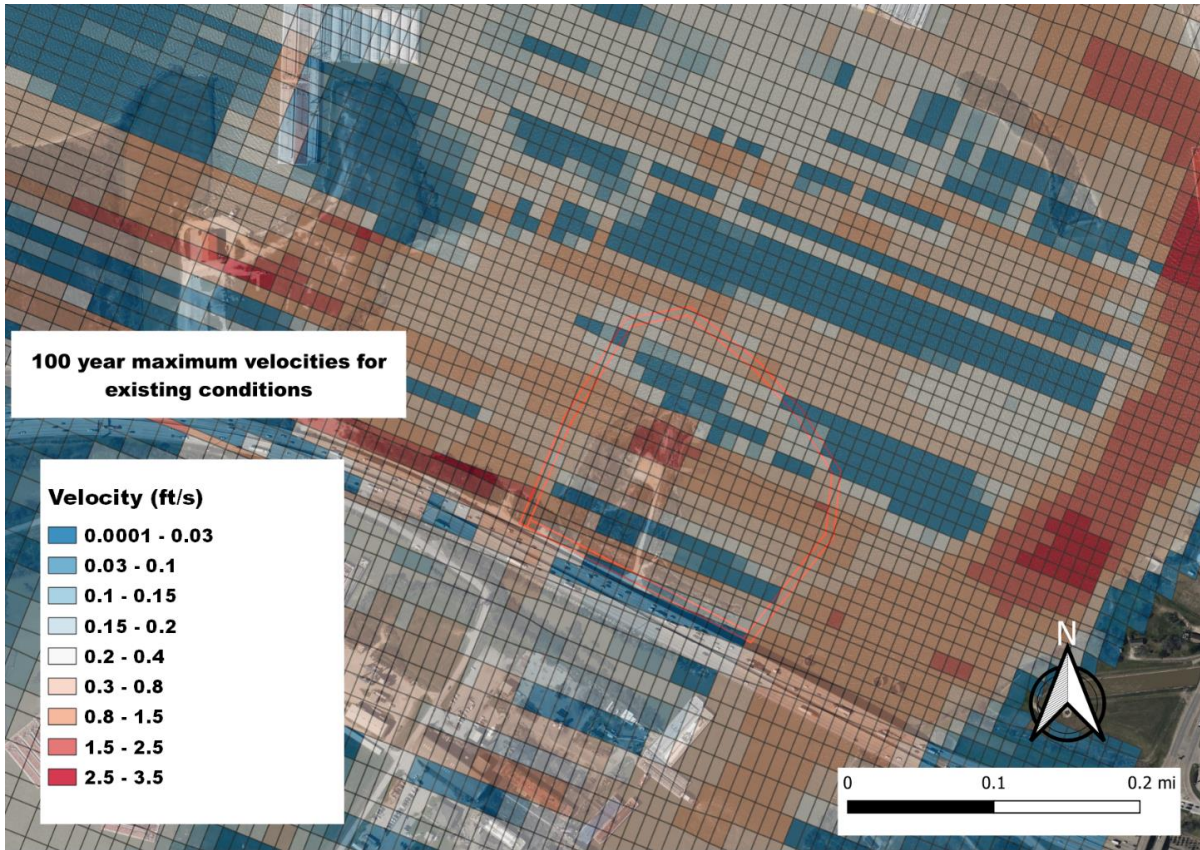 100 year maximum velocities for
existing conditions
Velocity (ft/s)
0.0001 - 0.03
0.03 - 0.1
0.1 - 0.15
0.15 - 0.2
0.2 - 0.4
0.3 - 0.8
0.8 - 1.5
1.5 - 2.5
2.5 - 3.5
N
0 0.1 0.2 mi